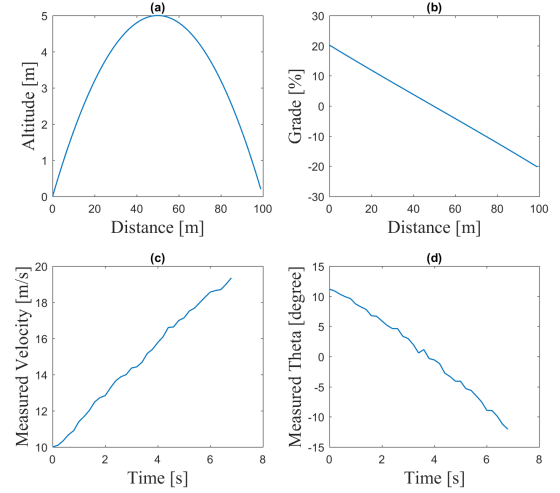 (a)
Altitude [m]
5
4
3
2
1
0
0 20 40 60 80 100
Distance [m]
(b)
Grade [%]
30
20
10
0
-10
-20
-30
0 20 40 60 80 100
Distance [m]
(c)
Measured Velocity [m/s]
20
18
16
14
12
10
0 2 4 6 8
Time [s]
(d)
Measured Theta [degree]
15
10
5
0
-5
-10
-15
0 2 4 6 8
Time [s]